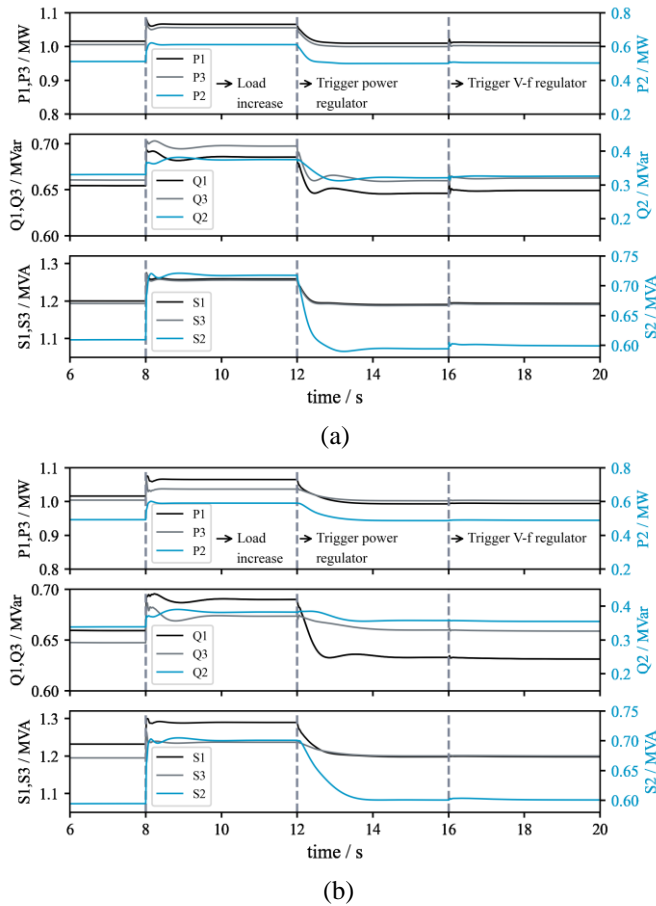 1.1
1.0
0.9
0.8
P1,P3 / MW
P1
P3
P2
Load
increase
Trigger power
regulator
Trigger V-f regulator
0.8
0.6
0.4
0.2
P2 / MW
0.70
0.65
0.60
Q1,Q3 / MVar
Q1
Q3
Q2
0.4
0.3
0.2
Q2 / MVar
1.3
1.2
1.1
S1,S3 / MVA
S1
S3
S2
0.75
0.70
0.65
0.60
S2 / MVA
6 8 10 12 14 16 18 20
time / s
(a)
1.1
1.0
0.9
0.8
P1,P3 / MW
P1
P3
P2
Load
increase
Trigger power
regulator
Trigger V-f regulator
0.8
0.6
0.4
0.2
P2 / MW
0.70
0.65
0.60
Q1,Q3 / MVar
Q1
Q3
Q2
0.4
0.3
0.2
Q2 / MVar
1.3
1.2
1.1
S1,S3 / MVA
S1
S3
S2
0.75
0.70
0.65
0.60
S2 / MVA
6 8 10 12 14 16 18 20
time / s
(b)